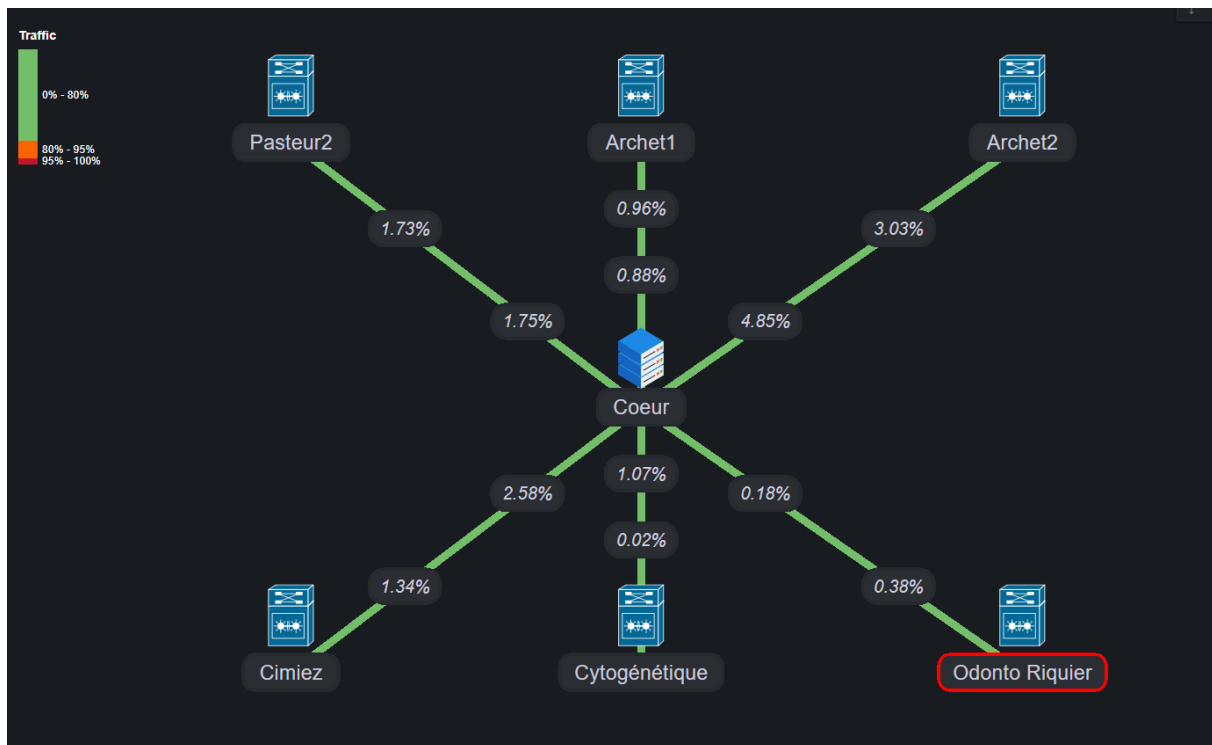 Traffic
0% - 80%
80% - 95%
95% - 100%
Pasteur2
Archet1
Archet2
0.96%
1.73%
3.03%
0.88%
1.75%
4.85%
Coeur
1.07%
2.58%
0.18%
0.02%
1.34%
0.38%
Cimiez
Cytogénétique
Odonto Riquier